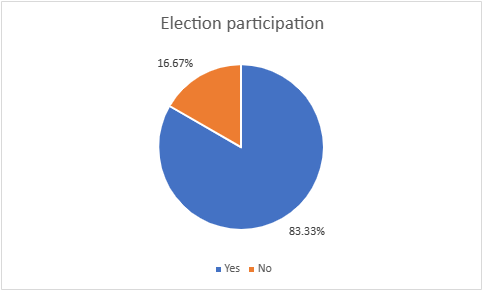 Election participation
16.67%
83.33%
Yes No